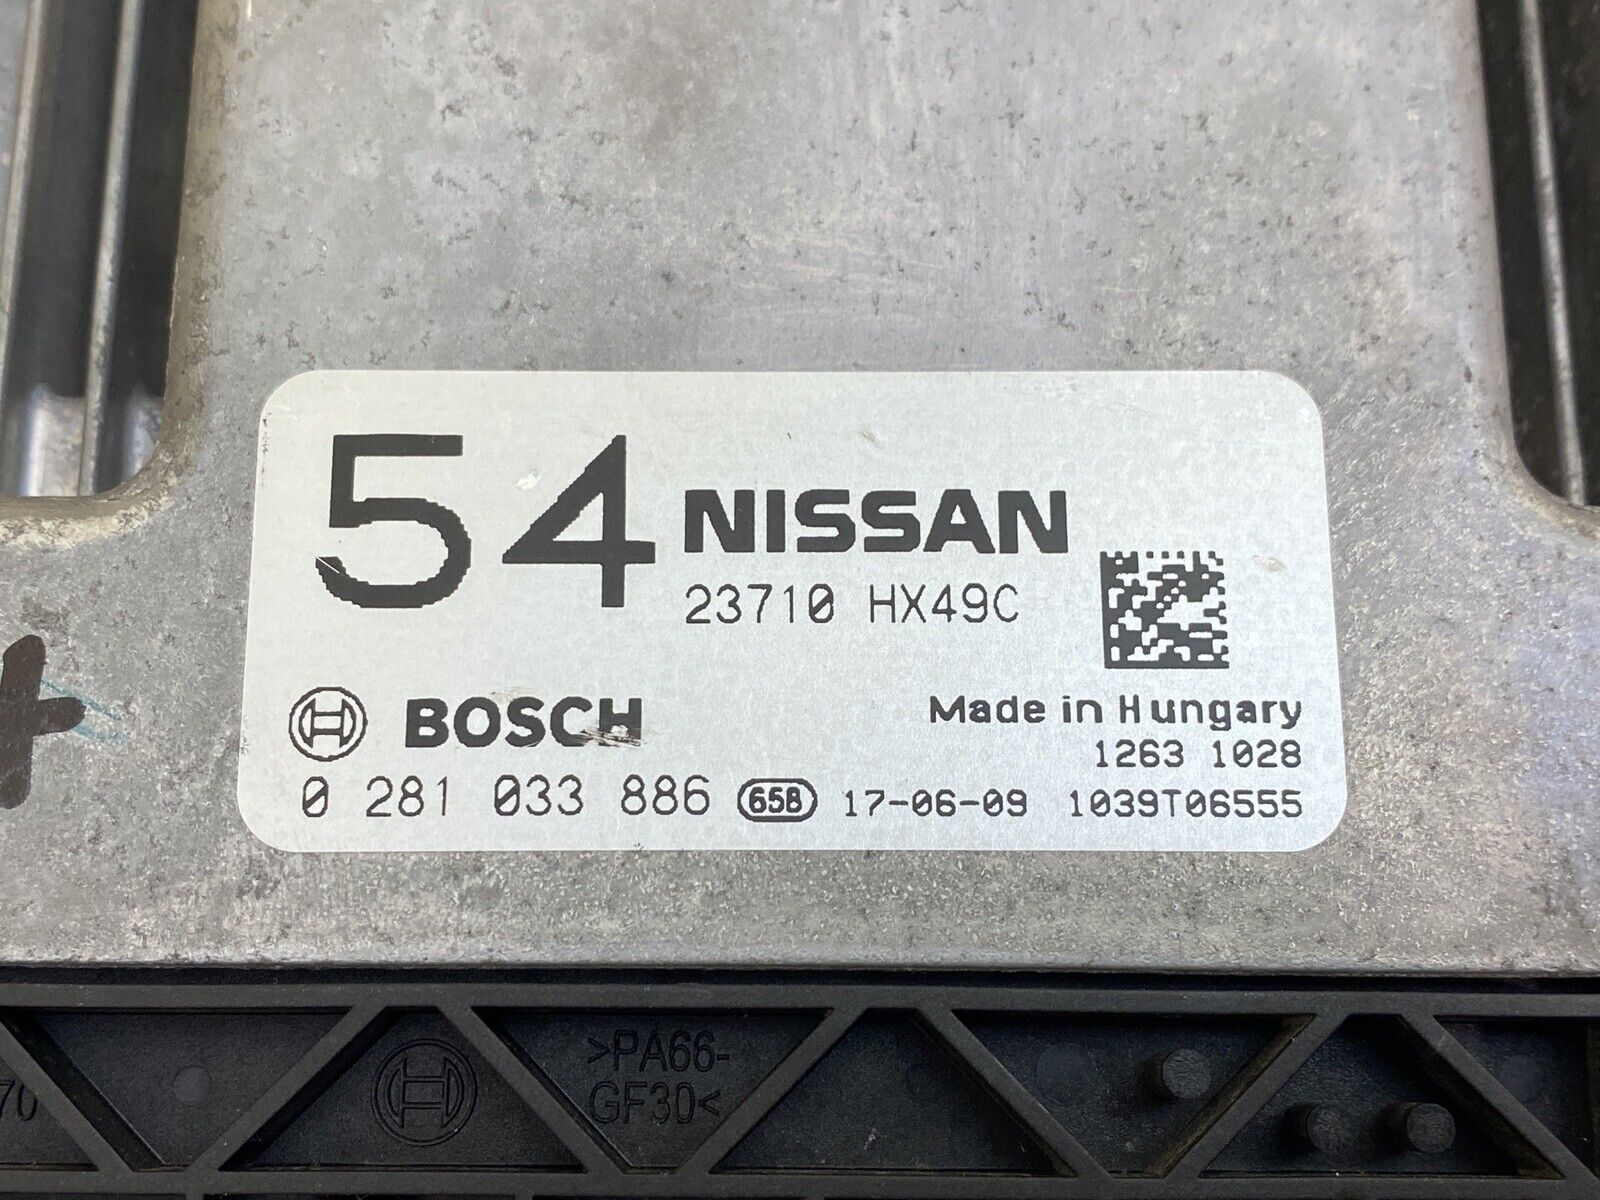 54 NISSAN
23710 HX49C
BOSCH
Made in Hungary
1263 1028
0 281 033 886 65B 17-06-09 1039T06555
>PA66-
GF30<
70